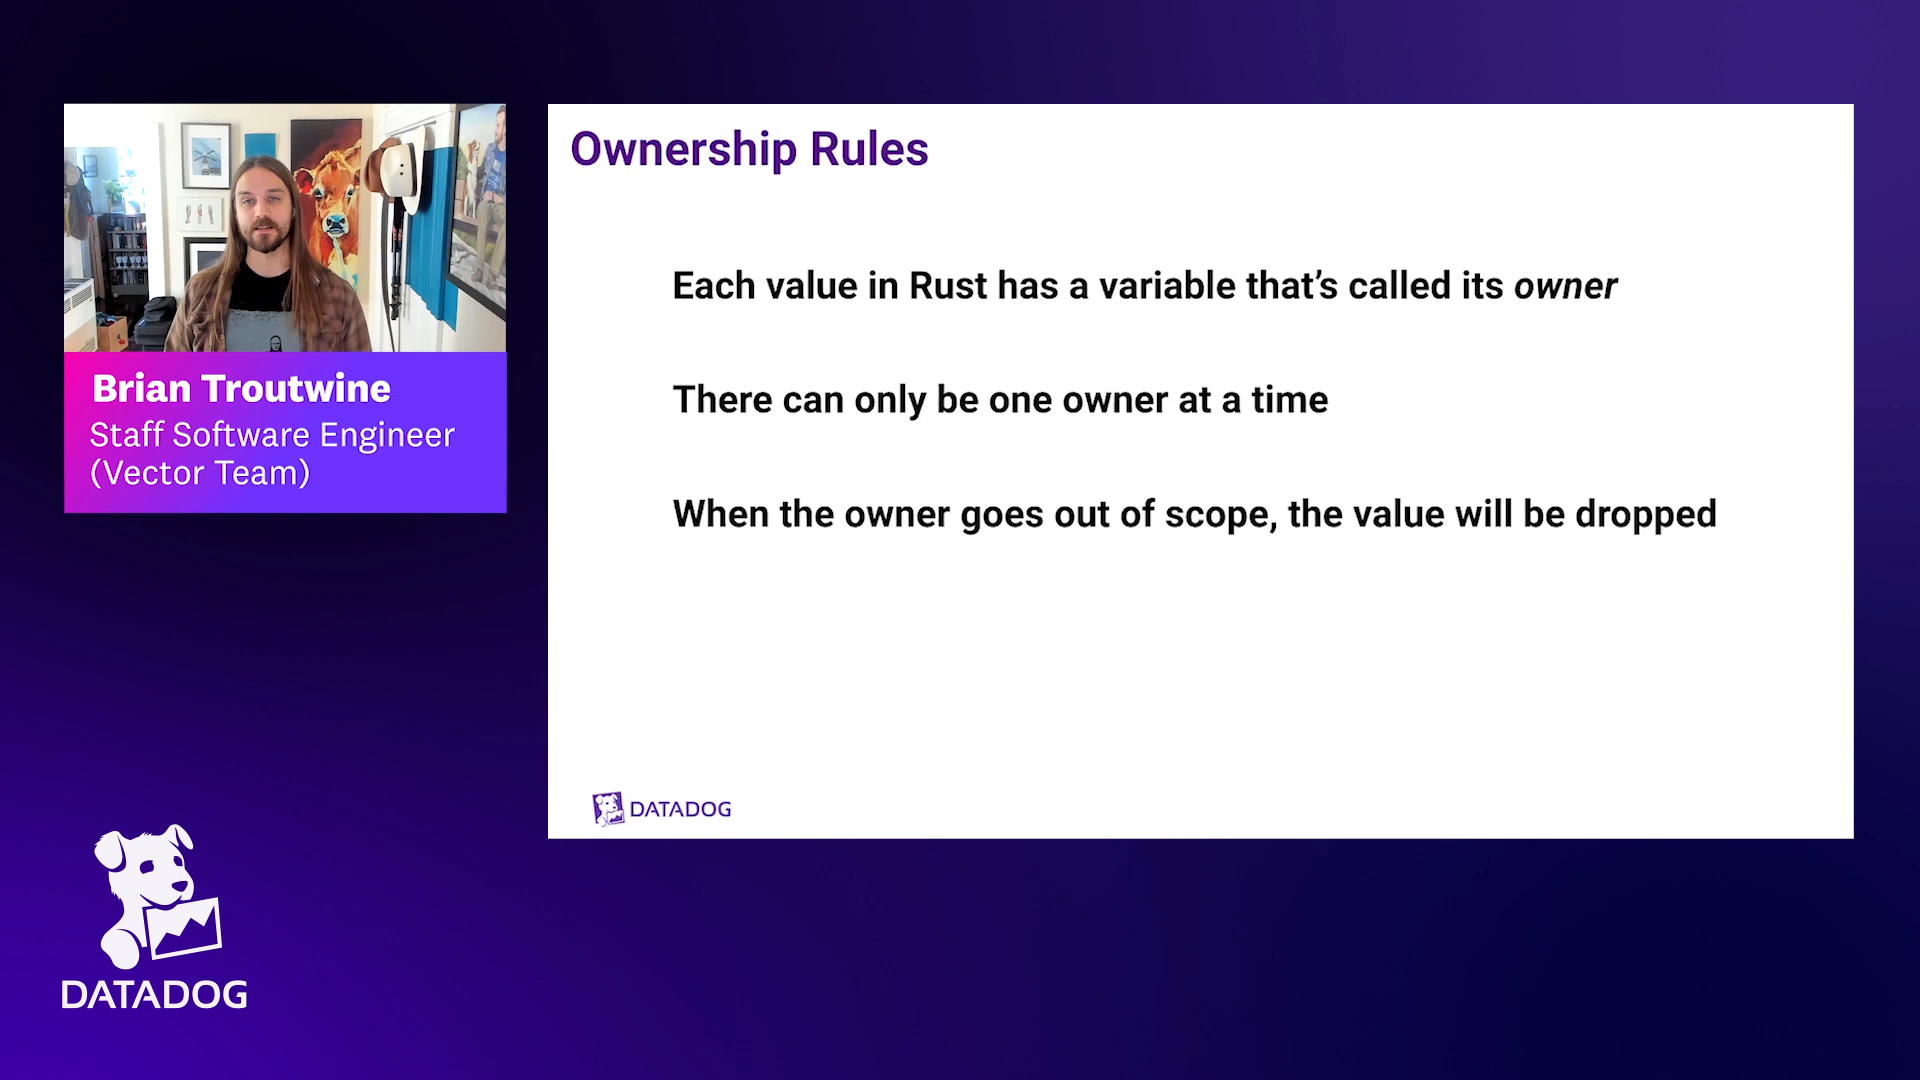 Ownership Rules
Each value in Rust has a variable that’s called its owner
There can only be one owner at a time
When the owner goes out of scope, the value will be dropped
DATADOG
Brian Troutwine
Staff Software Engineer
(Vector Team)
DATADOG